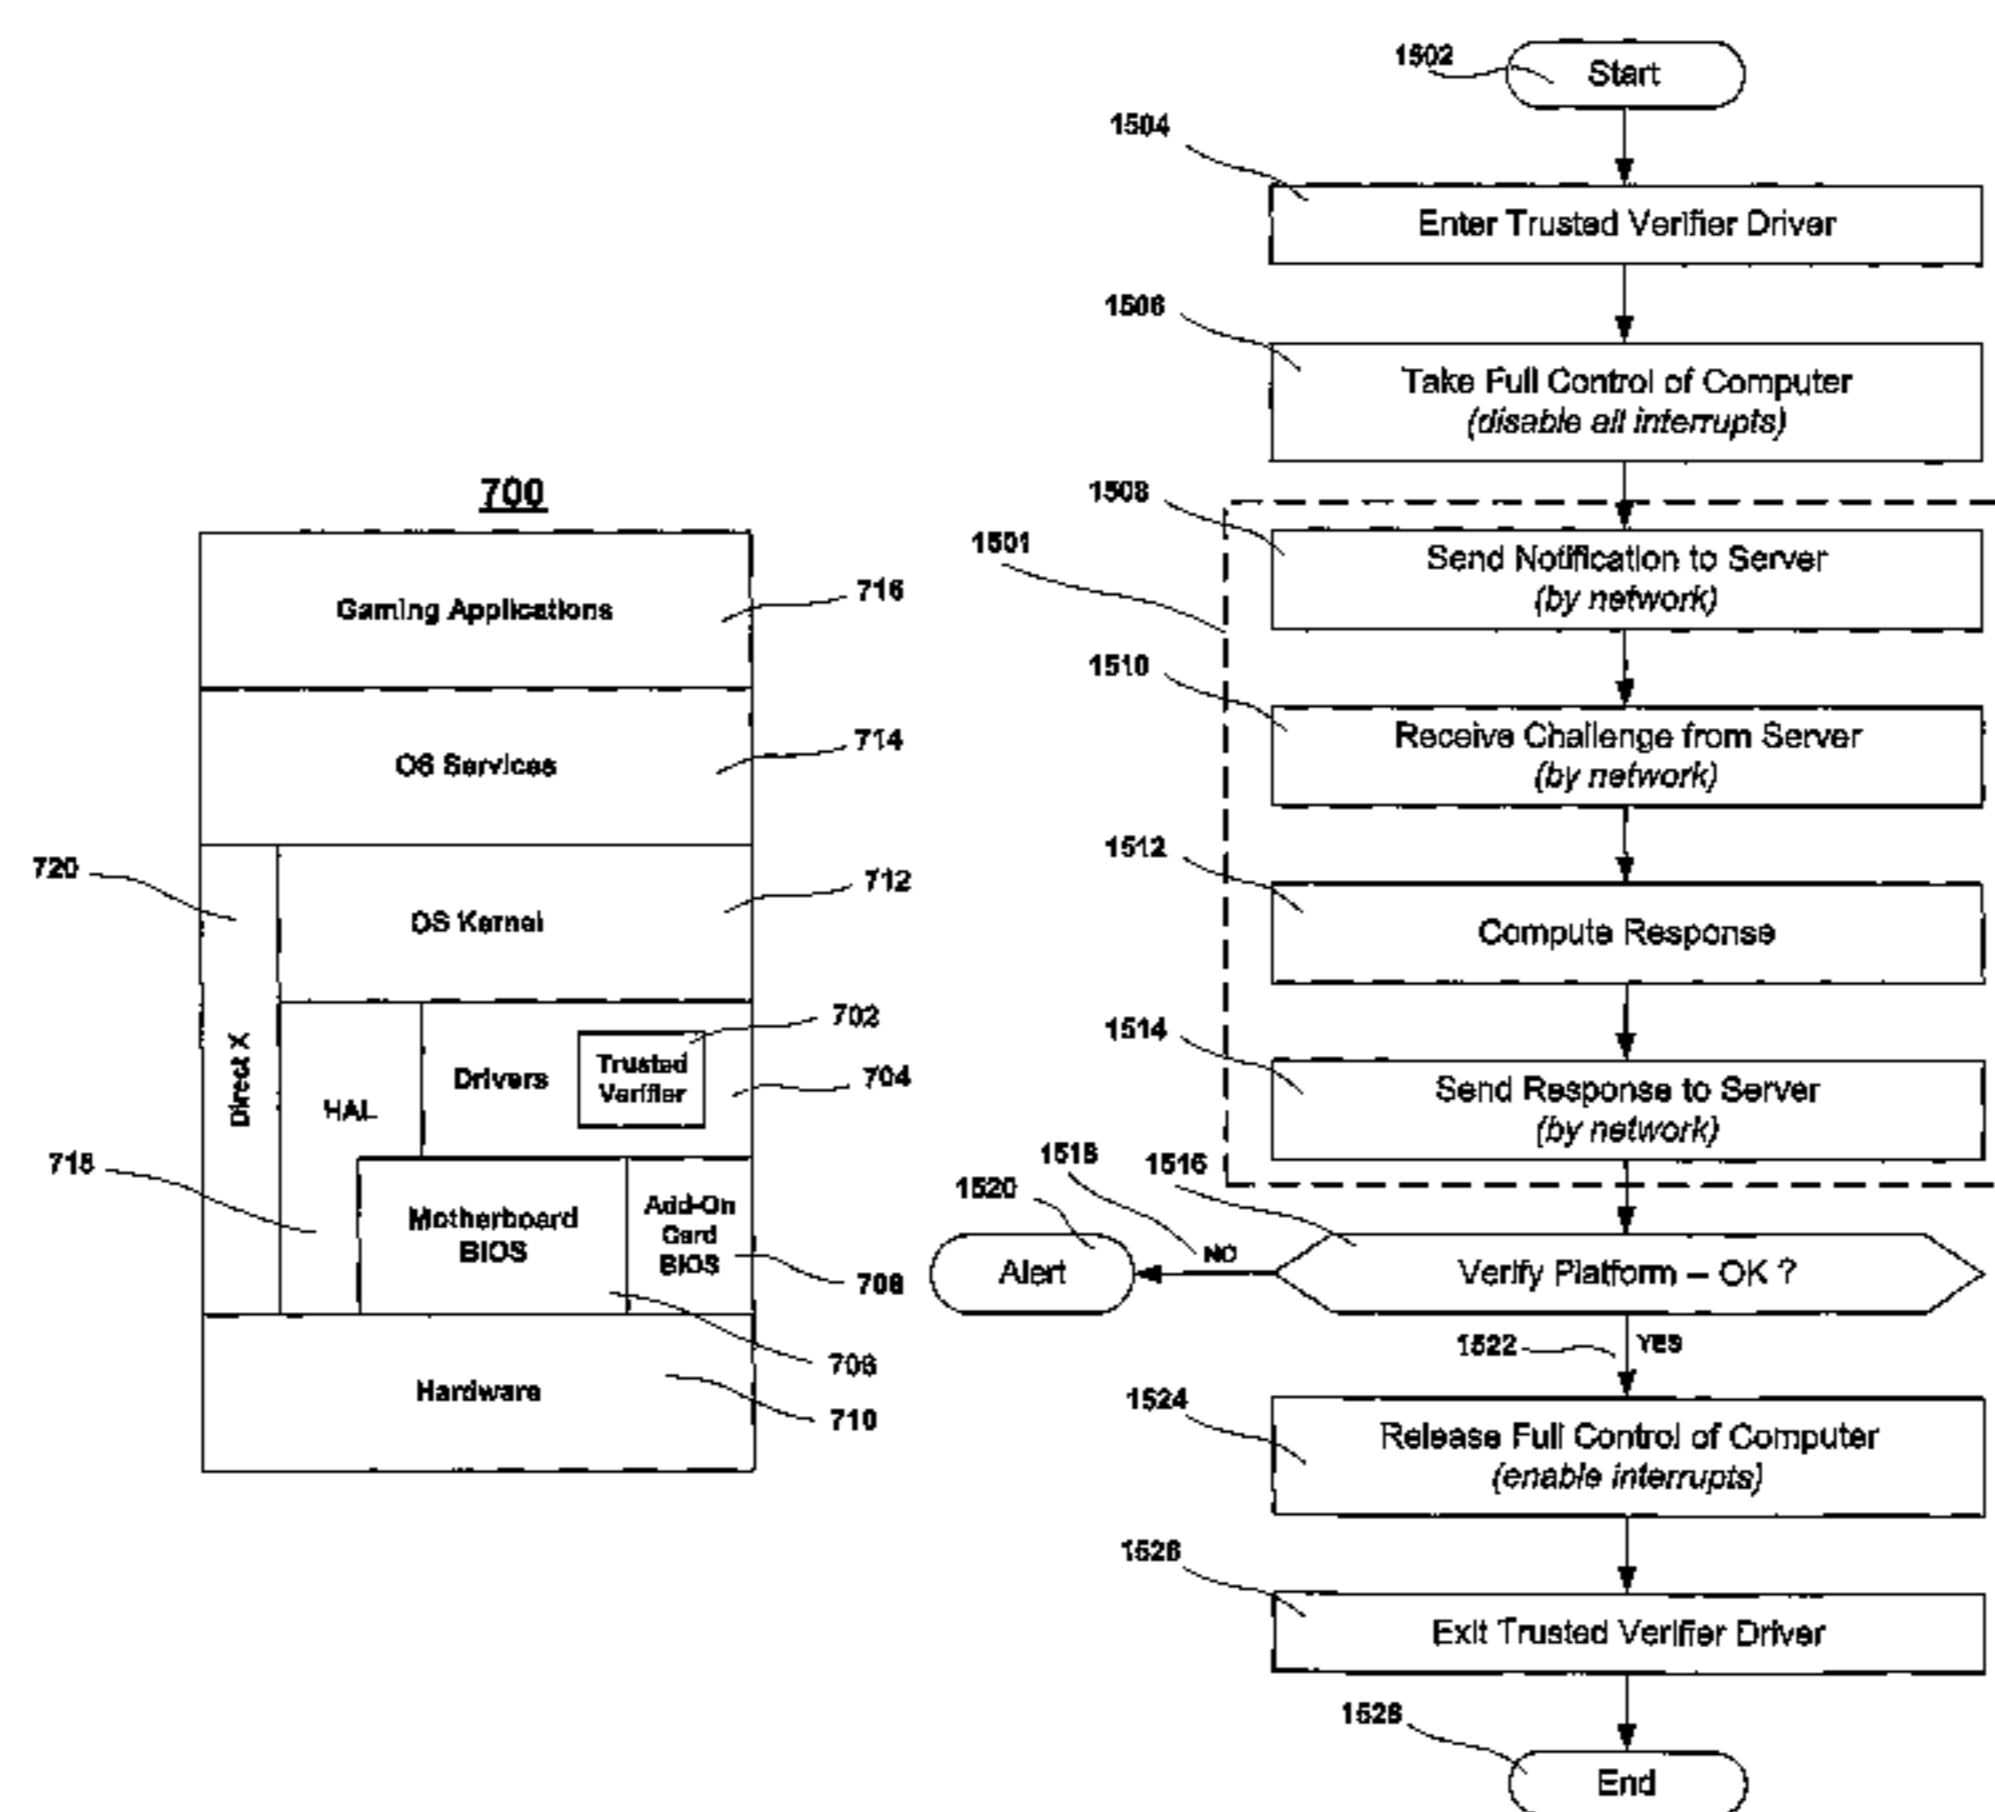 700
Gaming Applications
716
OS Services
714
720
OS Kernel
712
702
Trusted
Verifier
Drivers
704
Direct X
HAL
718
Motherboard
BIOS
Add-On
Card
BIOS
708
706
Hardware
710
1502
Start
1504
Enter Trusted Verifier Driver
1506
Take Full Control of Computer
(disable all interrupts)
1508
1501
Send Notification to Server
(by network)
1510
Receive Challenge from Server
(by network)
1512
Compute Response
1514
Send Response to Server
(by network)
1516
1518
1520
Alert
NO
Verify Platform – OK ?
1522
YES
1524
Release Full Control of Computer
(enable interrupts)
1526
Exit Trusted Verifier Driver
1528
End